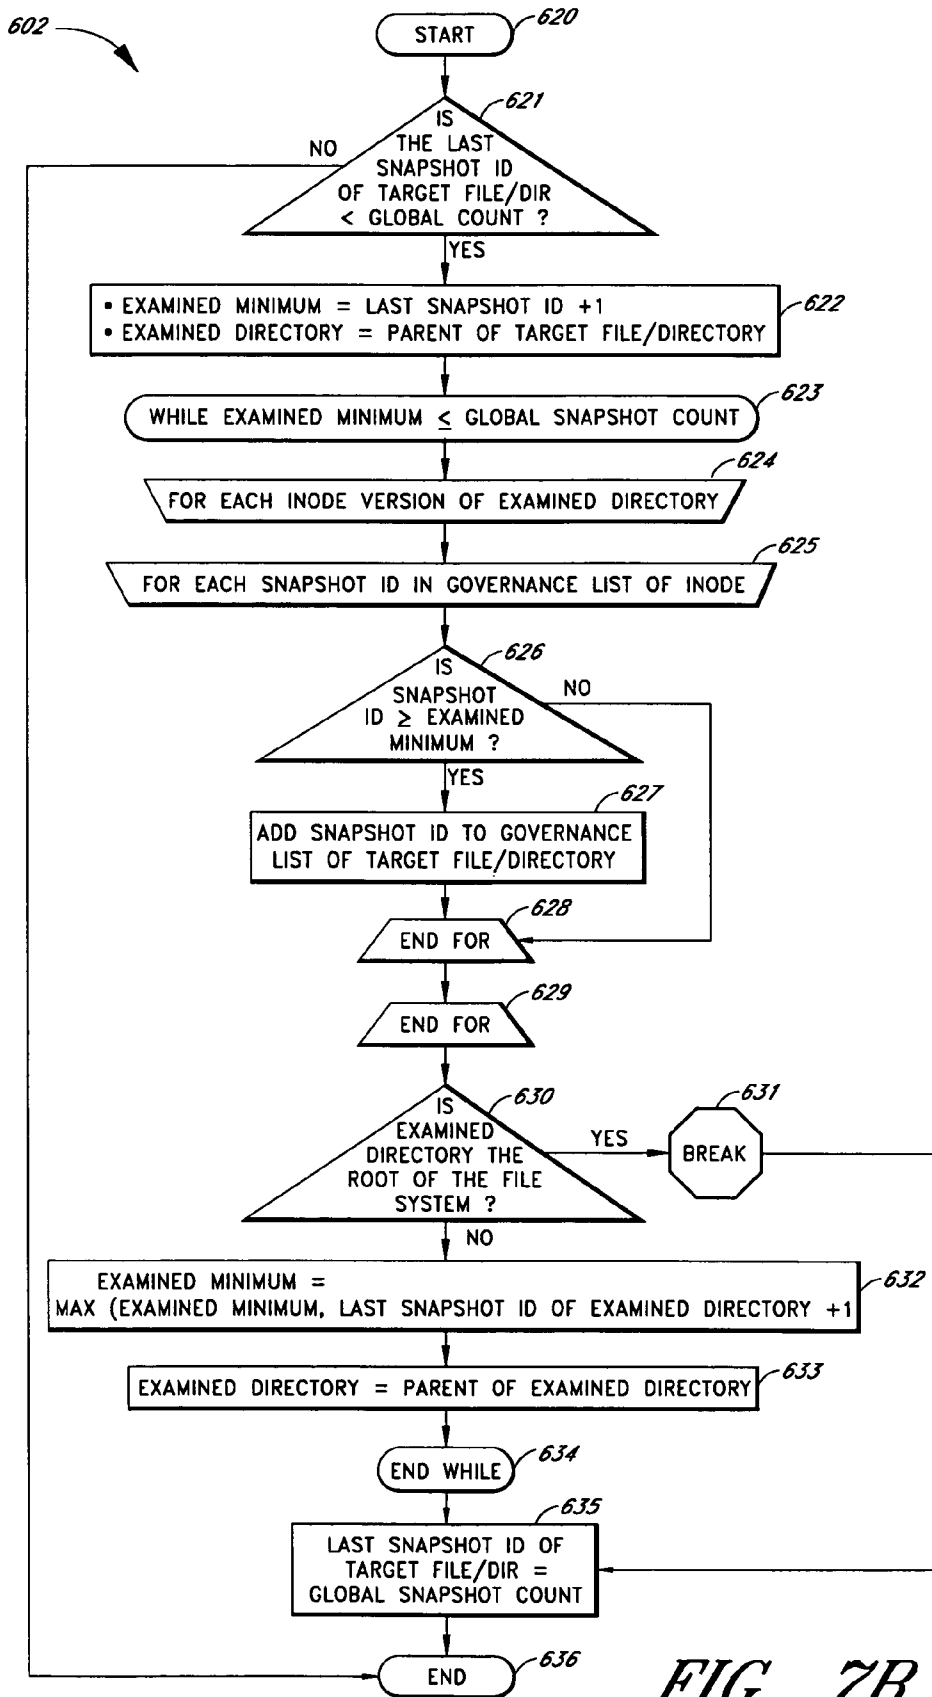 602
START
620
621
IS
THE LAST
SNAPSHOT ID
OF TARGET FILE/DIR
< GLOBAL COUNT ?
NO
YES
• EXAMINED MINIMUM = LAST SNAPSHOT ID +1
• EXAMINED DIRECTORY = PARENT OF TARGET FILE/DIRECTORY
622
WHILE EXAMINED MINIMUM ≤ GLOBAL SNAPSHOT COUNT
623
624
FOR EACH INODE VERSION OF EXAMINED DIRECTORY
625
FOR EACH SNAPSHOT ID IN GOVERNANCE LIST OF INODE
626
IS
SNAPSHOT
ID ≥ EXAMINED
MINIMUM ?
NO
YES
627
ADD SNAPSHOT ID TO GOVERNANCE
LIST OF TARGET FILE/DIRECTORY
628
END FOR
629
END FOR
630
IS
EXAMINED
DIRECTORY THE
ROOT OF THE FILE
SYSTEM ?
YES
631
BREAK
NO
EXAMINED MINIMUM =
MAX (EXAMINED MINIMUM, LAST SNAPSHOT ID OF EXAMINED DIRECTORY +1
632
EXAMINED DIRECTORY = PARENT OF EXAMINED DIRECTORY
633
END WHILE
634
635
LAST SNAPSHOT ID OF
TARGET FILE/DIR =
GLOBAL SNAPSHOT COUNT
END
636
FIG. 7B